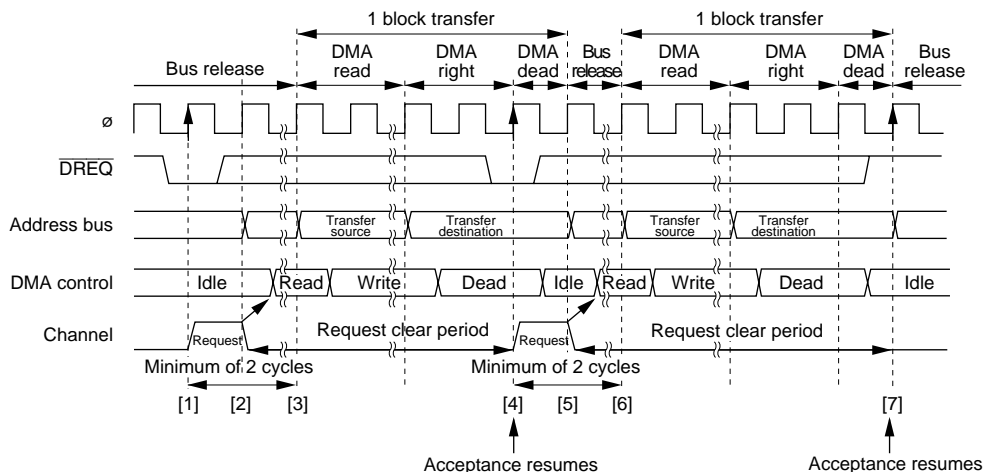 1 block transfer
1 block transfer
Bus release
DMA read
DMA right
DMA dead
Bus release
DMA read
DMA right
DMA dead
Bus release
ø
DREQ
Address bus
Transfer source
Transfer destination
Transfer source
Transfer destination
DMA control
Idle
Read
Write
Dead
Idle
Read
Write
Dead
Idle
Channel
Request
Request clear period
Request
Request clear period
Minimum of 2 cycles
Minimum of 2 cycles
[1]
[2]
[3]
[4]
[5]
[6]
[7]
Acceptance resumes
Acceptance resumes